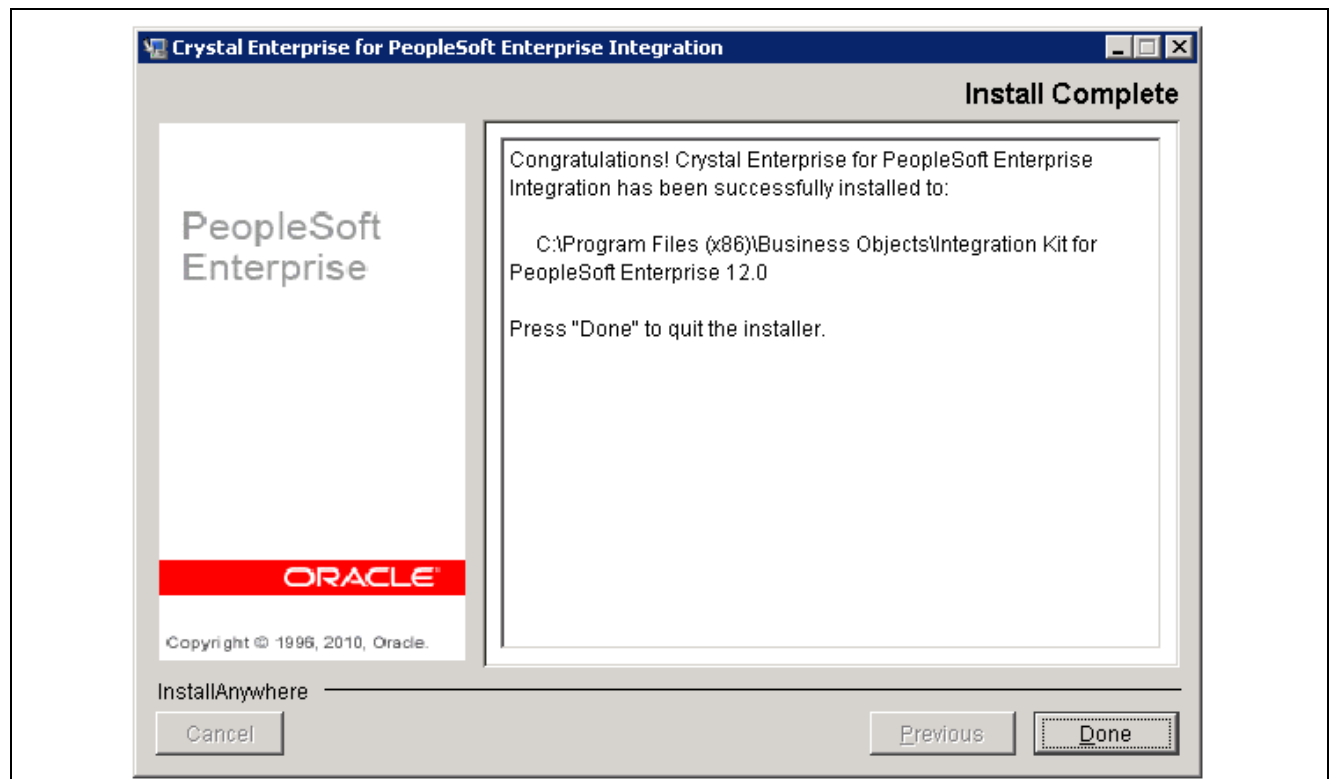 Crystal Enterprise for PeopleSoft Enterprise Integration
Install Complete
PeopleSoft
Enterprise
ORACLE
Copyright © 1996, 2010, Oracle.
Congratulations! Crystal Enterprise for PeopleSoft Enterprise
Integration has been successfully installed to:
C:\Program Files (x86)\Business Objects\Integration Kit for
PeopleSoft Enterprise 12.0
Press "Done" to quit the installer.
InstallAnywhere
Cancel
Previous
Done